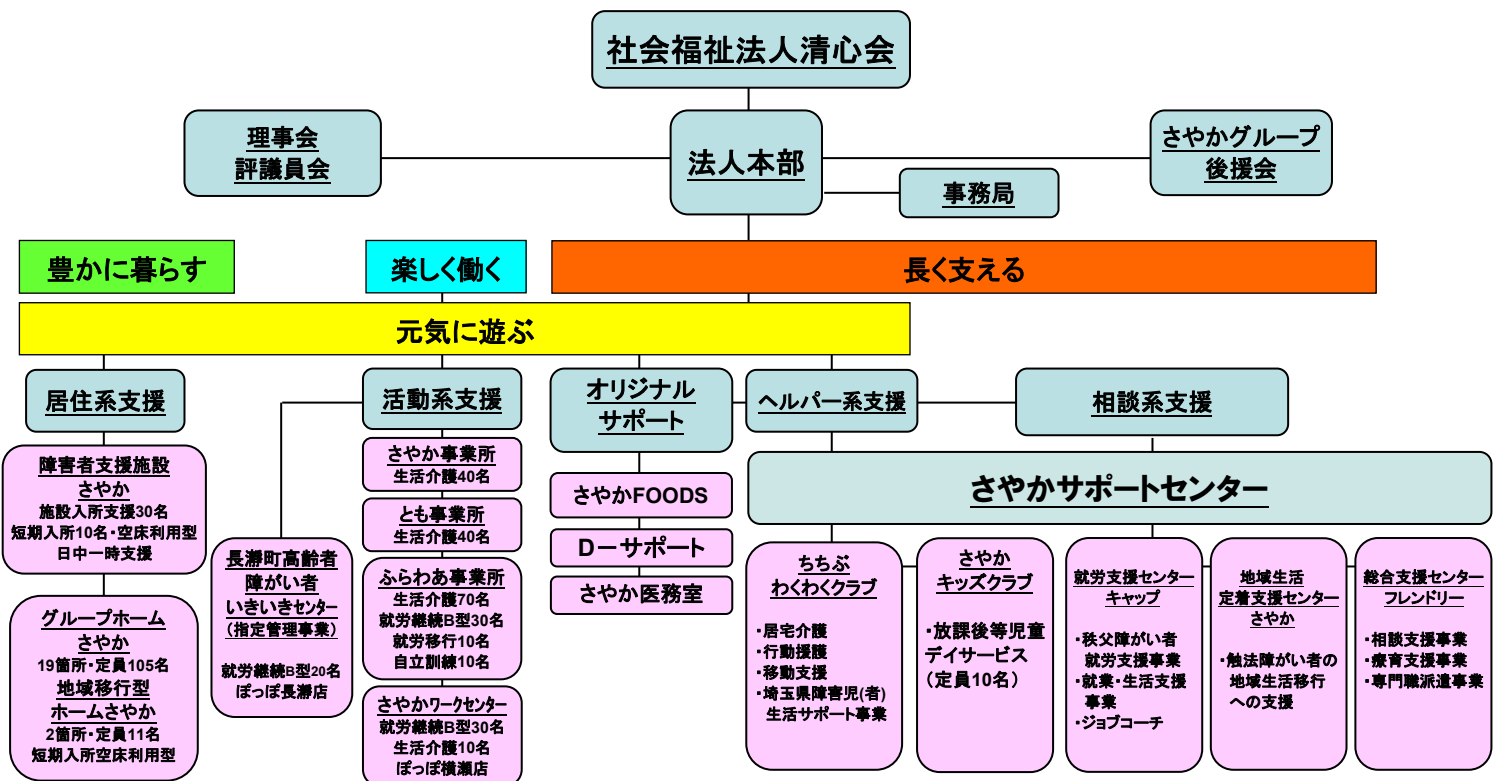 社会福祉法人清心会
理事会
評議員会
法人本部
さやかグループ
後援会
事務局
豊かに暮らす
楽しく働く
長く支える
元気に遊ぶ
居住系支援
活動系支援
オリジナル
サポート
ヘルパー系支援
相談系支援
障害者支援施設
さやか
施設入所支援30名
短期入所10名・空床利用型
日中一時支援
グループホーム
さやか
19箇所・定員105名
地域移行型
ホームさやか
2箇所・定員11名
短期入所空床利用型
長瀞町高齢者
障がい者
いきいきセンター
（指定管理事業）
就労継続B型20名
ぽっぽ長瀞店
さやか事業所
生活介護40名
とも事業所
生活介護40名
ふらわあ事業所
生活介護70名
就労継続B型30名
就労移行10名
自立訓練10名
さやかワークセンター
就労継続B型30名
生活介護10名
ぽっぽ横瀬店
さやかFOODS
D－サポート
さやか医務室
さやかサポートセンター
ちちぶ
わくわくクラブ
・居宅介護
・行動援護
・移動支援
・埼玉県障害児(者)
生活サポート事業
さやか
キッズクラブ
・放課後等児童
デイサービス
（定員10名）
就労支援センター
キャップ
・秩父障がい者
就労支援事業
・就業・生活支援
事業
・ジョブコーチ
地域生活
定着支援センター
さやか
・触法障がい者の
地域生活移行
への支援
総合支援センター
フレンドリー
・相談支援事業
・療育支援事業
・専門職派遣事業